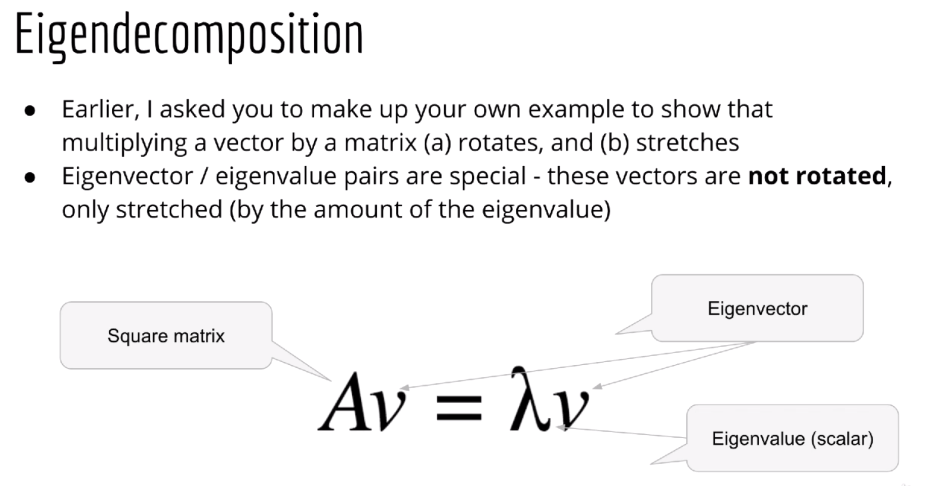 Eigendecomposition
● Earlier, I asked you to make up your own example to show that
multiplying a vector by a matrix (a) rotates, and (b) stretches
● Eigenvector / eigenvalue pairs are special - these vectors are not rotated,
only stretched (by the amount of the eigenvalue)
Eigenvector
Square matrix
Av = λv
Eigenvalue (scalar)